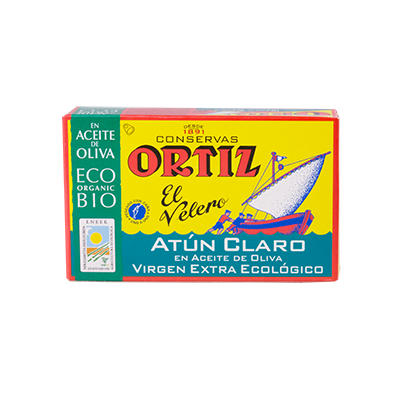 EN
ACEITE
DE
OLIVA
ECO
ORGANIC
BIO
ENEEK
DESDE
1891
CONSERVAS
ORTIZ
El
Velero
ATÚN CLARO
EN ACEITE DE OLIVA
VIRGEN EXTRA ECOLÓGICO